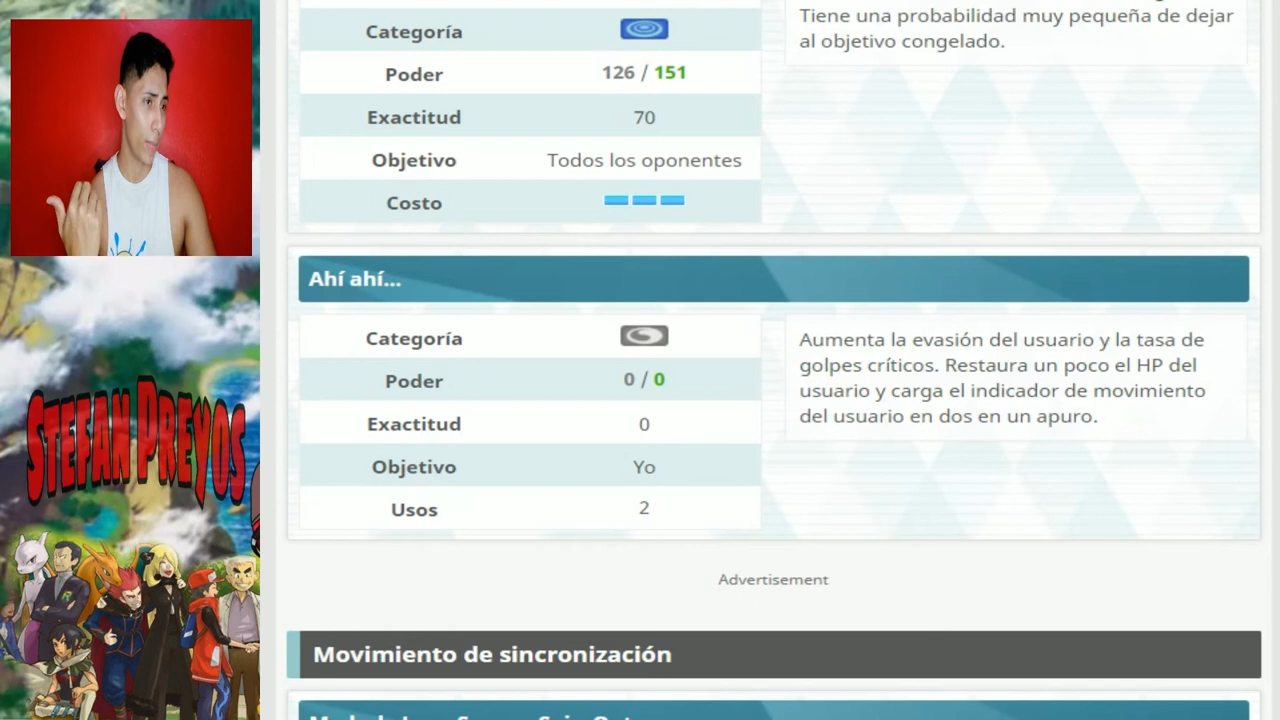 Tiene una probabilidad muy pequeña de dejar
al objetivo congelado.
Categoría
Poder 126 / 151
Exactitud 70
Objetivo Todos los oponentes
Costo
Ahí ahí...
Categoría
Poder 0 / 0
Exactitud 0
Objetivo Yo
Usos 2
Aumenta la evasión del usuario y la tasa de
golpes críticos. Restaura un poco el HP del
usuario y carga el indicador de movimiento
del usuario en dos en un apuro.
STEFAN PREYOS
Advertisement
Movimiento de sincronización